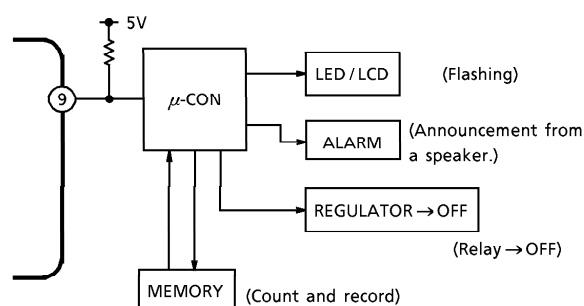 5V
9
μ-CON
LED / LCD
(Flashing)
ALARM
(Announcement from
a speaker.)
REGULATOR → OFF
(Relay → OFF)
MEMORY
(Count and record)